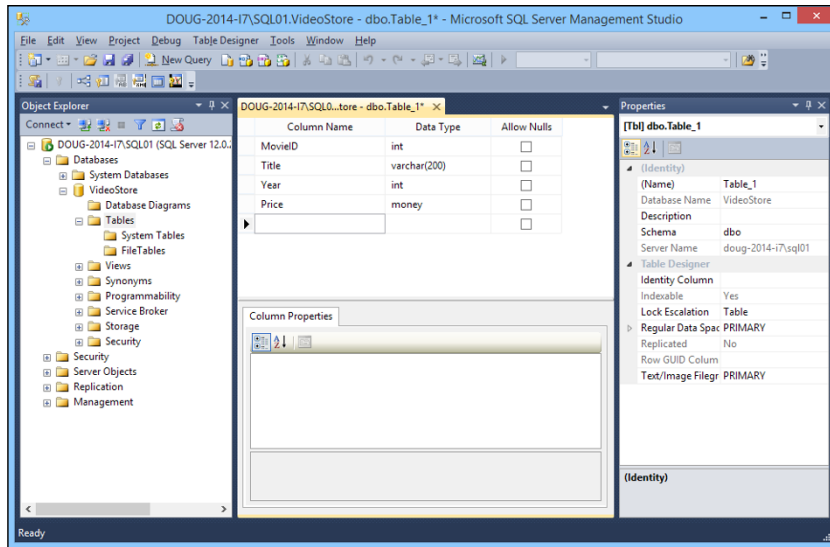 DOUG-2014-I7\SQL01.VideoStore - dbo.Table_1* - Microsoft SQL Server Management Studio
File Edit View Project Debug Table Designer Tools Window Help
New Query
Object Explorer
Connect
DOUG-2014-I7\SQL01 (SQL Server 12.0.
Databases
System Databases
VideoStore
Database Diagrams
Tables
System Tables
FileTables
Views
Synonyms
Programmability
Service Broker
Storage
Security
Security
Server Objects
Replication
Management
DOUG-2014-I7\SQL0...tore - dbo.Table_1*
Column Name Data Type Allow Nulls
MovieID int
Title varchar(200)
Year int
Price money
Column Properties
Properties
[Tbl] dbo.Table_1
(Identity)
(Name) Table_1
Database Name VideoStore
Description
Schema dbo
Server Name doug-2014-i7\sql01
Table Designer
Identity Column
Indexable Yes
Lock Escalation Table
Regular Data Spac PRIMARY
Replicated No
Row GUID Colum
Text/Image Filegr PRIMARY
(Identity)
Ready